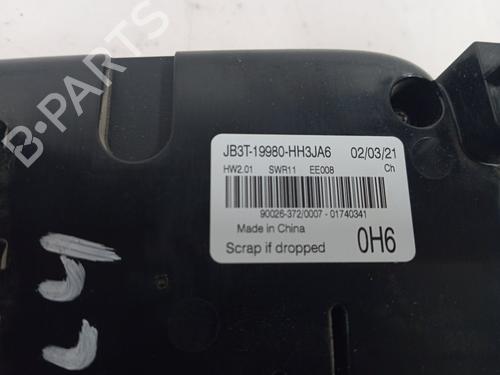 B-PARTS
JB3T-19980-HH3JA6 02/03/21
HW2.01 SWR11 EE008 Ch
90026-372/0007 - 01740341
Made in China
Scrap if dropped 0H6